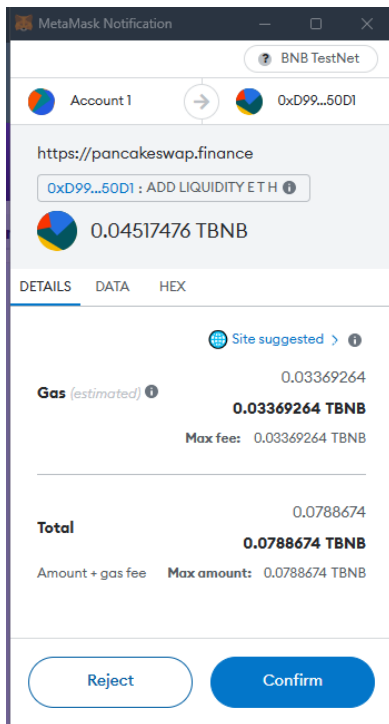 MetaMask Notification
? BNB TestNet
Account 1
0xD99...50D1
https://pancakeswap.finance
0xD99...50D1 : ADD LIQUIDITY E T H
0.04517476 TBNB
DETAILS DATA HEX
Site suggested >
0.03369264
Gas (estimated)
0.03369264 TBNB
Max fee: 0.03369264 TBNB
0.0788674
Total
0.0788674 TBNB
Amount + gas fee Max amount: 0.0788674 TBNB
Reject Confirm